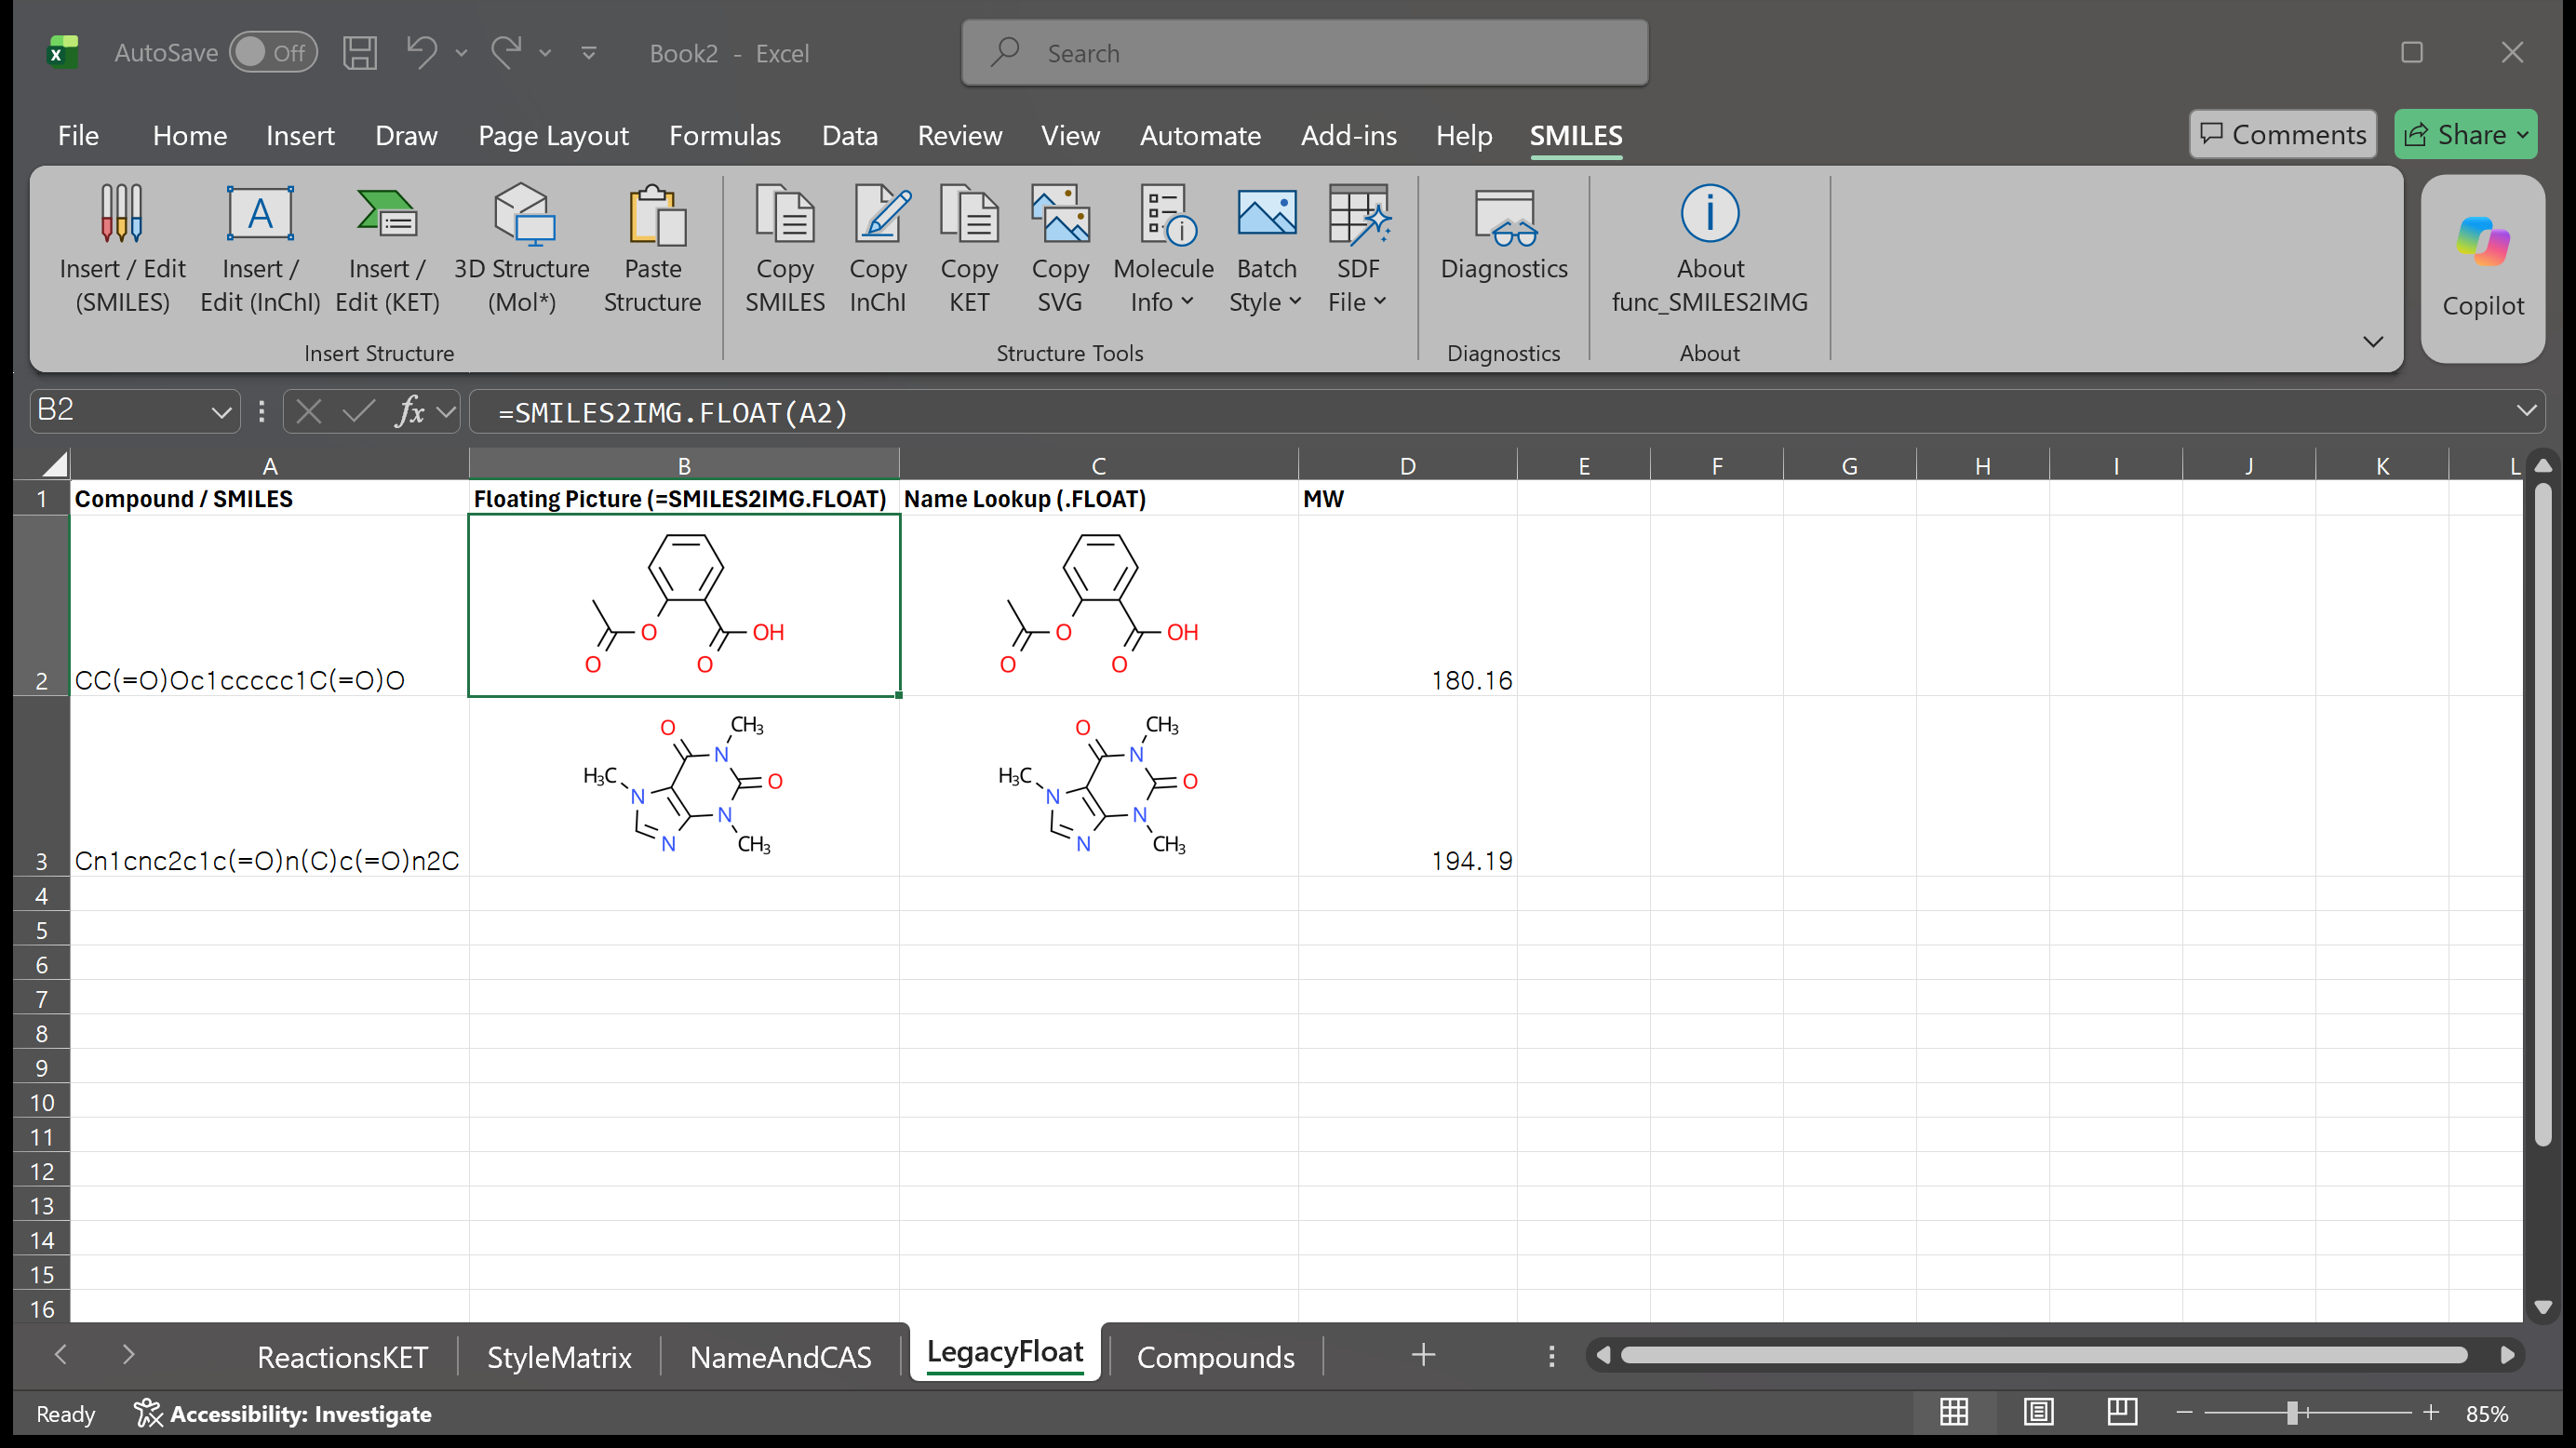 AutoSave Off Book2 - Excel Search
File Home Insert Draw Page Layout Formulas Data Review View Automate Add-ins Help SMILES Comments Share
Insert / Edit (SMILES)
Insert / Edit (InChI)
Insert / Edit (KET)
3D Structure (Mol*)
Paste Structure
Insert Structure
Copy SMILES
Copy InChI
Copy KET
Copy SVG
Molecule Info
Batch Style
SDF File
Structure Tools
Diagnostics
Diagnostics
About func_SMILES2IMG
About
Copilot
B2 fx =SMILES2IMG.FLOAT(A2)
A B C D E F G H I J K L
1 Compound / SMILES Floating Picture (=SMILES2IMG.FLOAT) Name Lookup (.FLOAT) MW
O O O OH
O O O OH
2 CC(=O)Oc1ccccc1C(=O)O 180.16
O CH3 N H3C O N N N CH3
O CH3 N H3C O N N N CH3
3 Cn1cnc2c1c(=O)n(C)c(=O)n2C 194.19
4
5
6
7
8
9
10
11
12
13
14
15
16
ReactionsKET StyleMatrix NameAndCAS LegacyFloat Compounds
Ready Accessibility: Investigate 85%